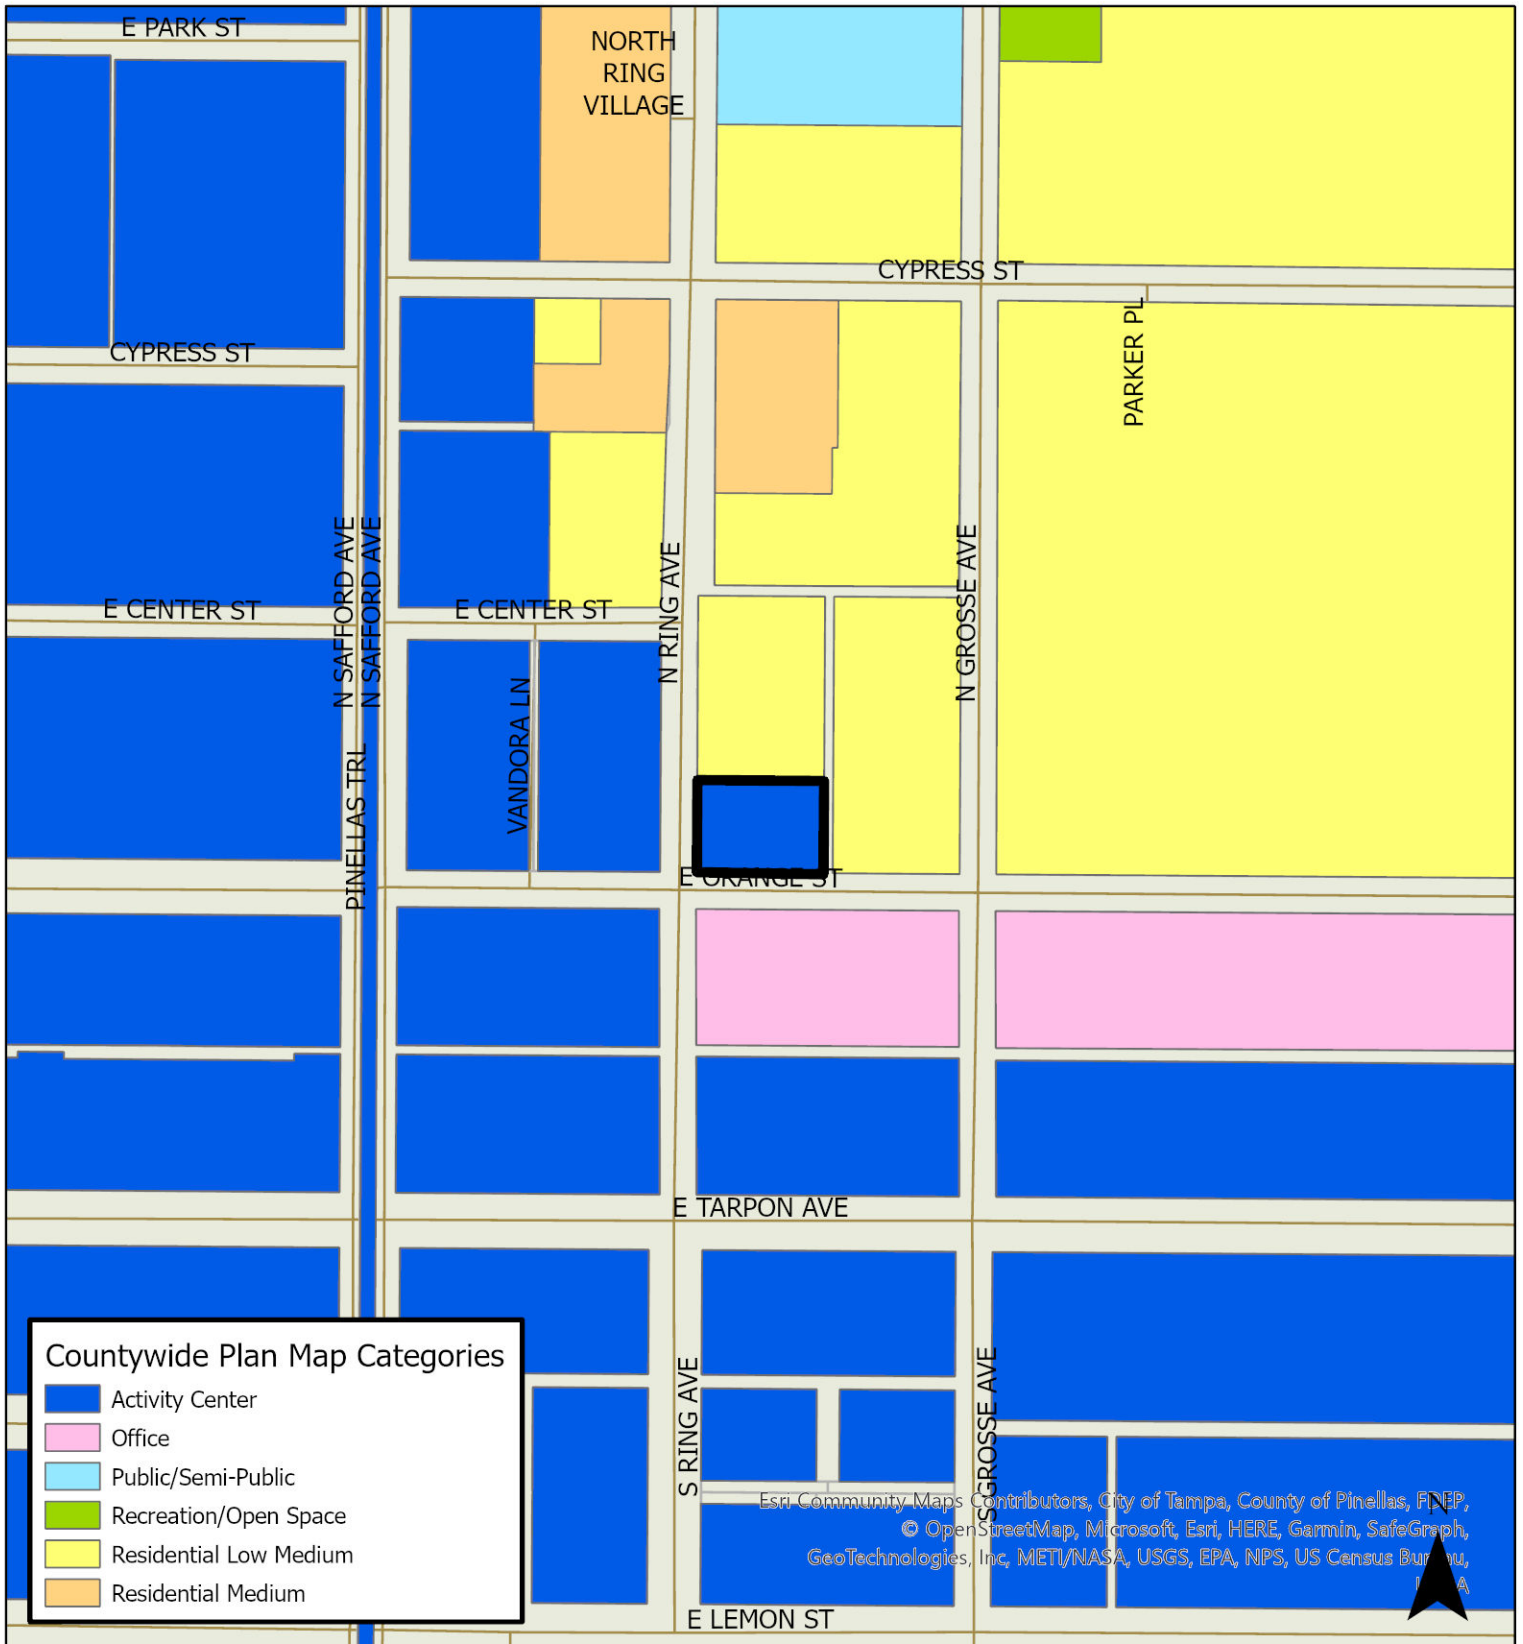 E PARK ST
NORTH
RING
VILLAGE
CYPRESS ST
PARKER PL
CYPRESS ST
N SAFFORD AVE
N SAFFORD AVE
N RING AVE
N GROSSE AVE
E CENTER ST
E CENTER ST
VANDORA LN
PINELLAS TRL
E ORANGE ST
E TARPON AVE
S RING AVE
S GROSSE AVE
Countywide Plan Map Categories
Activity Center
Office
Public/Semi-Public
Recreation/Open Space
Residential Low Medium
Residential Medium
Esri Community Maps Contributors, City of Tampa, County of Pinellas, FDEP,
© OpenStreetMap, Microsoft, Esri, HERE, Garmin, SafeGraph,
GeoTechnologies, Inc, METI/NASA, USGS, EPA, NPS, US Census Bureau,
N
E LEMON ST